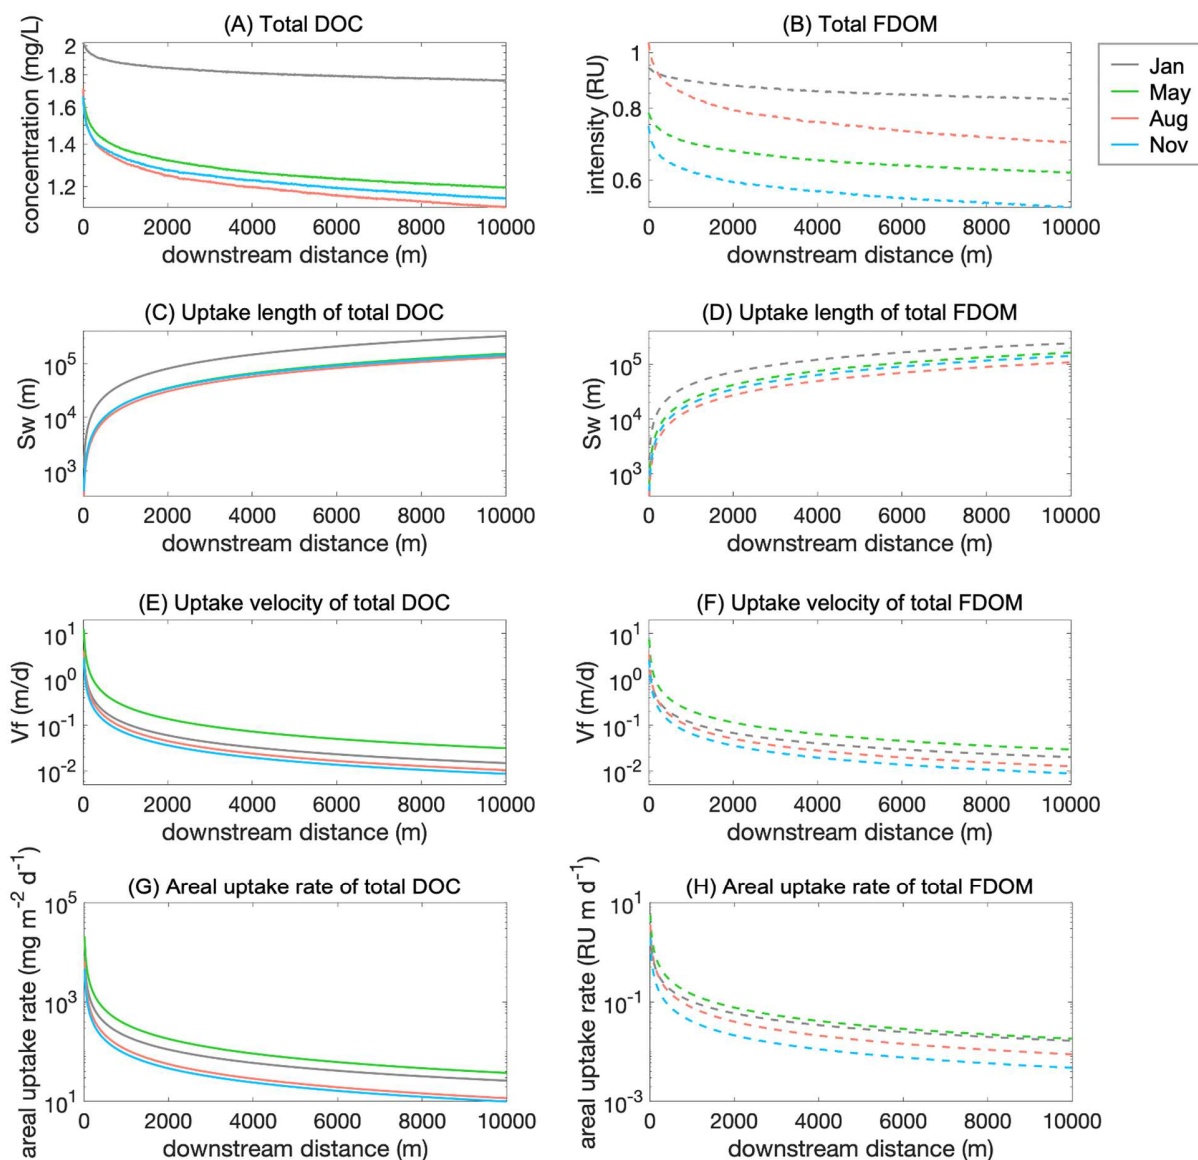 (A) Total DOC
concentration (mg/L)
2
1.8
1.6
1.4
1.2
0 2000 4000 6000 8000 10000
downstream distance (m)
(B) Total FDOM
intensity (RU)
1
0.8
0.6
0 2000 4000 6000 8000 10000
downstream distance (m)
Jan
May
Aug
Nov
(C) Uptake length of total DOC
Sw (m)
10^5
10^4
10^3
0 2000 4000 6000 8000 10000
downstream distance (m)
(D) Uptake length of total FDOM
Sw (m)
10^5
10^4
10^3
0 2000 4000 6000 8000 10000
downstream distance (m)
(E) Uptake velocity of total DOC
Vf (m/d)
10^1
10^0
10^-1
10^-2
0 2000 4000 6000 8000 10000
downstream distance (m)
(F) Uptake velocity of total FDOM
Vf (m/d)
10^1
10^0
10^-1
10^-2
0 2000 4000 6000 8000 10000
downstream distance (m)
(G) Areal uptake rate of total DOC
areal uptake rate (mg m^-2 d^-1)
10^5
10^3
10^1
0 2000 4000 6000 8000 10000
downstream distance (m)
(H) Areal uptake rate of total FDOM
areal uptake rate (RU m d^-1)
10^1
10^-1
10^-3
0 2000 4000 6000 8000 10000
downstream distance (m)